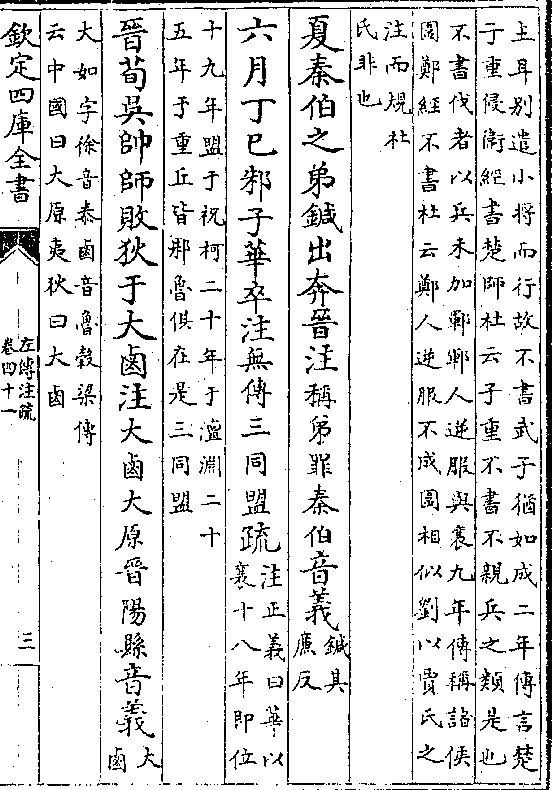 主耳别遣小將而行故不書武子猶如成二年傳言楚
子重侵衛經書楚師杜云子重不書不親兵之類是也
不書伐者以兵未加鄆鄆人逆服與襄九年傳稱諸侯
圍鄭經不書杜云鄭人逆服不成圍相似劉以賈氏之
注而規杜
氏非也
夏秦伯之弟鍼出奔晉注稱弟罪秦伯音義鍼其
應反
六月丁巳邾子華卒注無傳三同盟疏注正義曰華以
襄十八年即位
十九年盟于祝柯二十年于澶淵二十
五年于重丘皆邾魯俱在是三同盟
晉荀吳帥師敗狄于大鹵注大鹵大原晉陽縣音義大
鹵
大如字徐音泰鹵音魯穀梁傳
云中國曰大原夷狄曰大鹵
欽定四庫全書
左傳注疏
卷四十一
三